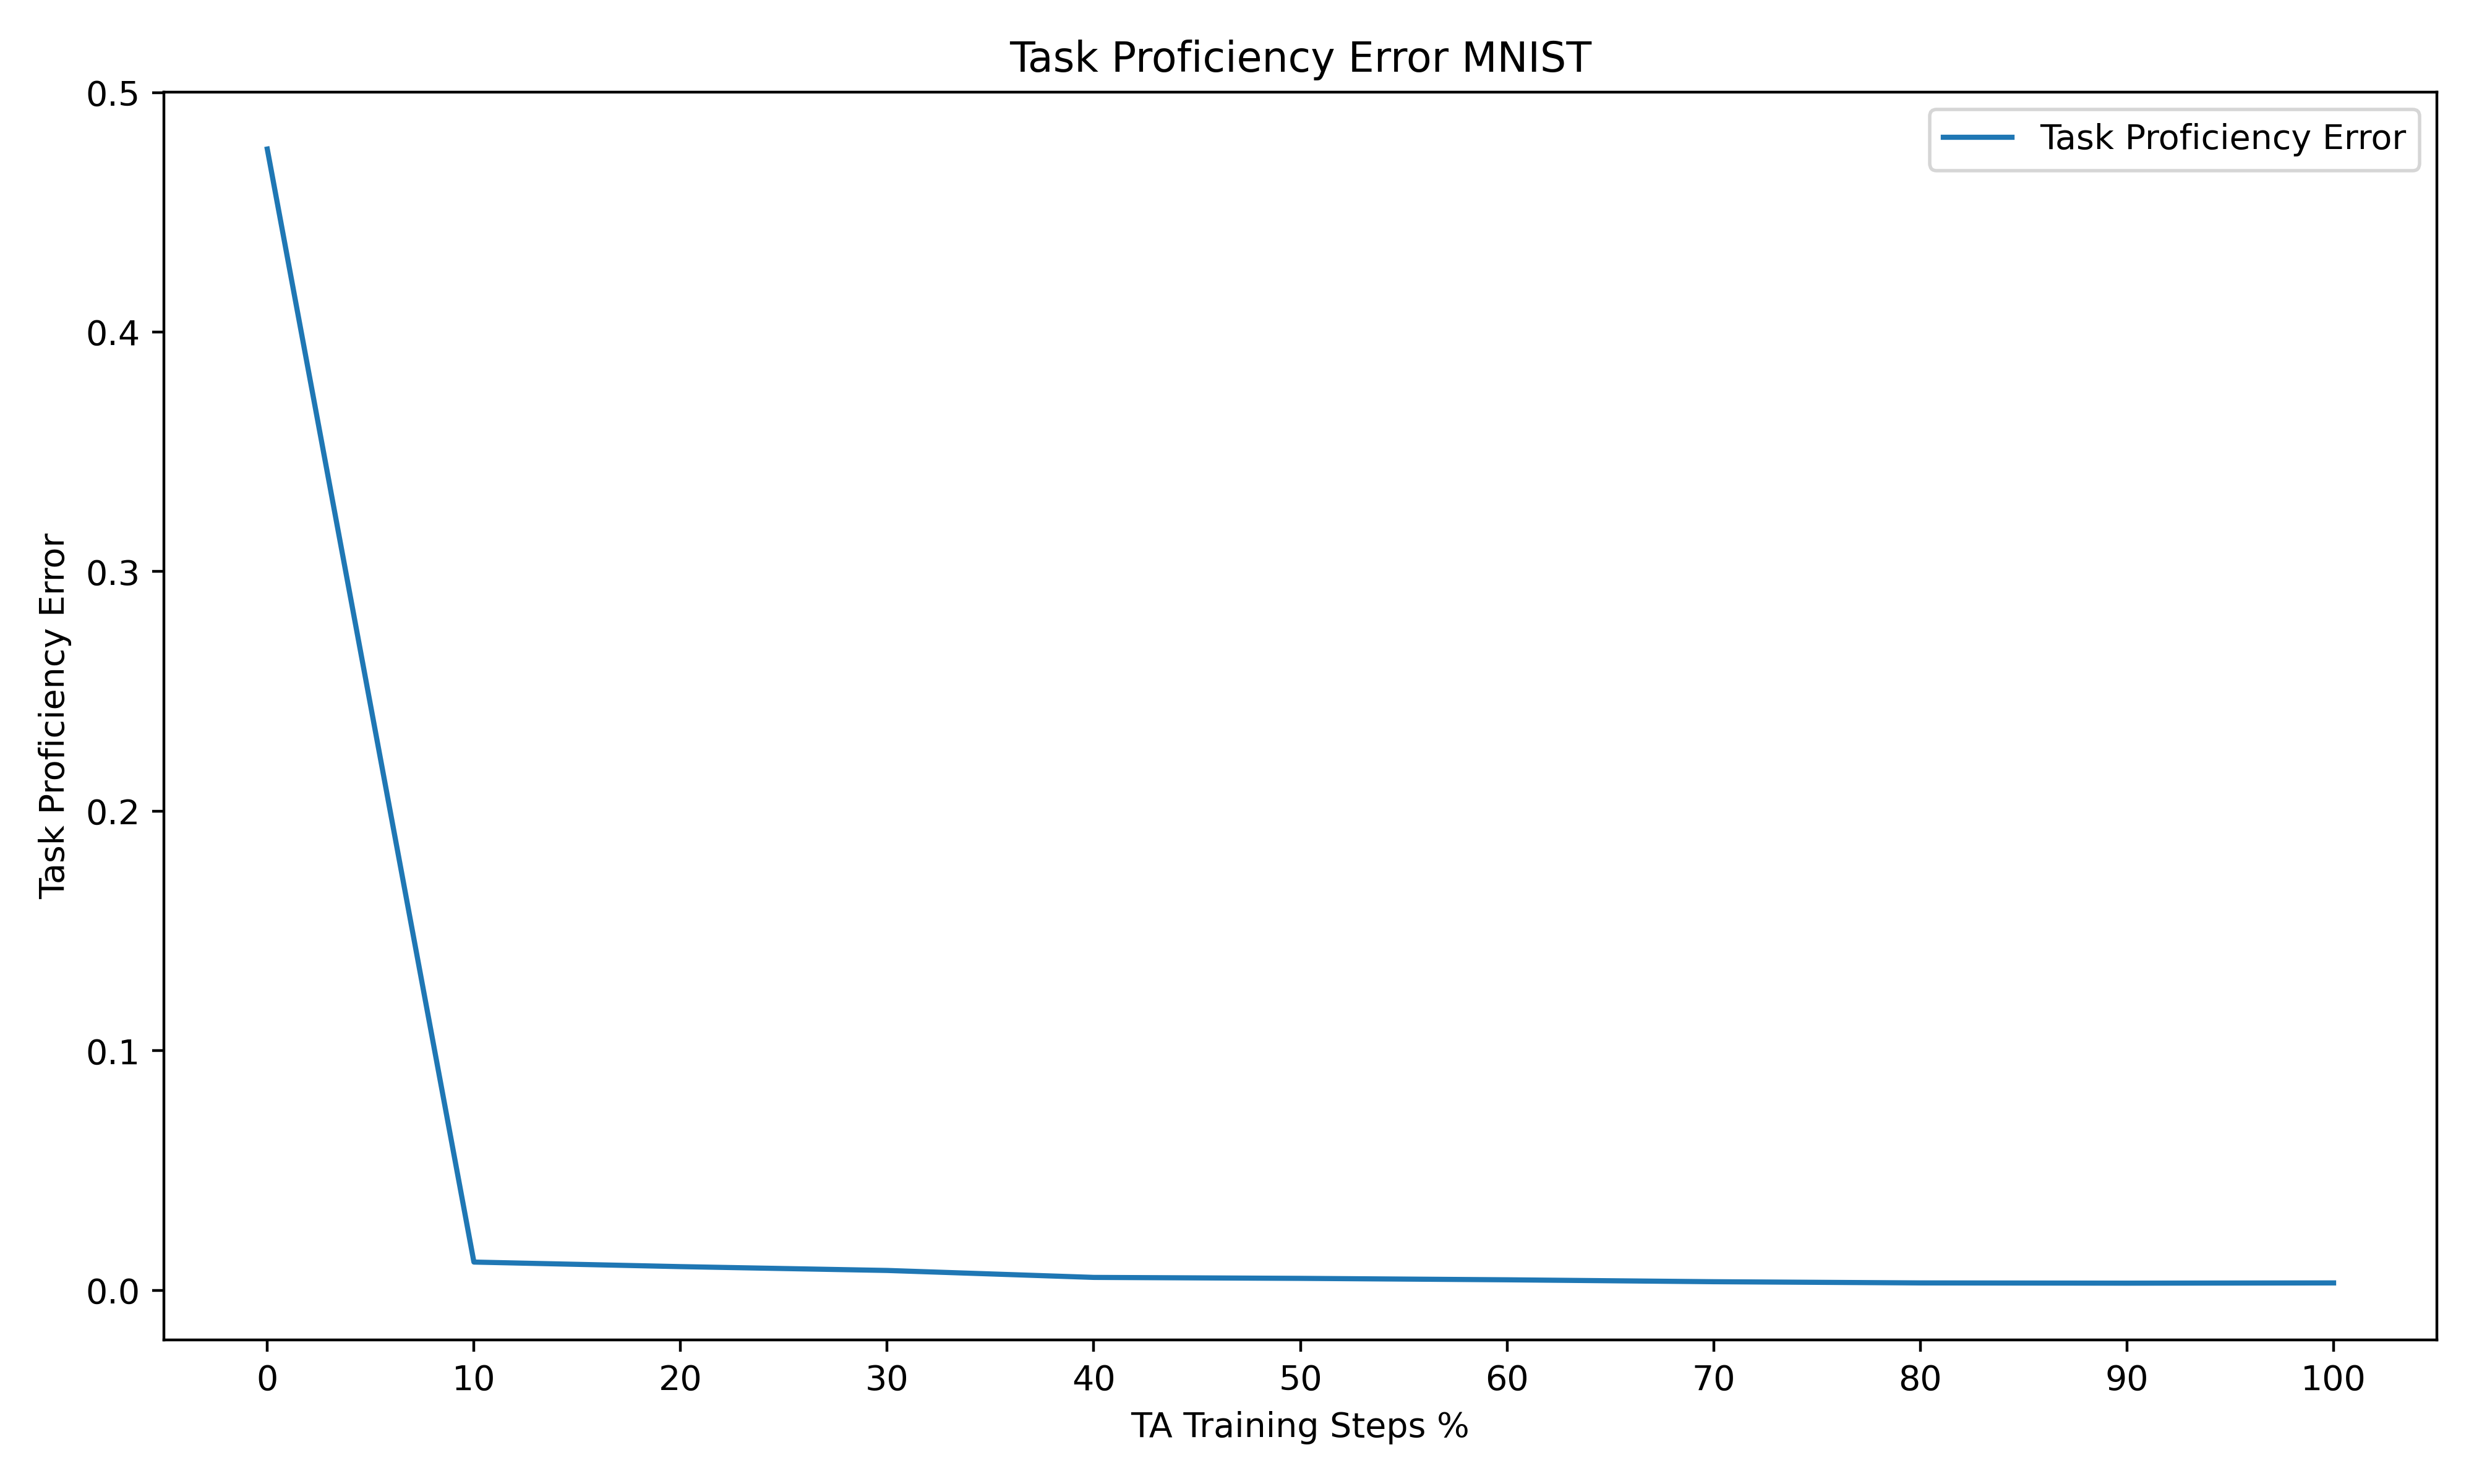 Task Proficiency Error MNIST
Task Proficiency Error
0.5
0.4
0.3
0.2
0.1
0.0
Task Proficiency Error
0 10 20 30 40 50 60 70 80 90 100
TA Training Steps %